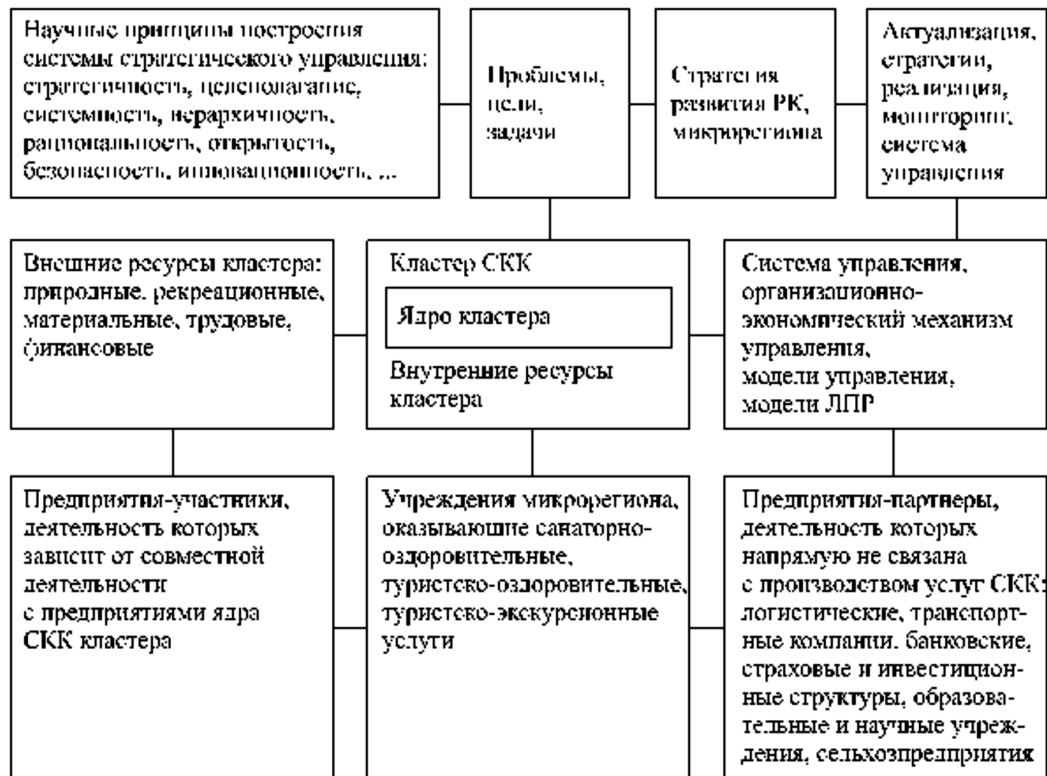 Научные принципы построения
системы стратегического управления:
стратегичность, целеполагание,
системность, иерархичность,
рациональность, открытость,
безопасность, инновационность, ...
Проблемы,
цели,
задачи
Стратегия
развития РК,
микрорегиона
Актуализация,
стратегии,
реализация,
мониторинг,
система
управления
Внешние ресурсы кластера:
природные, рекреационные,
материальные, трудовые,
финансовые
Кластер СКК
Ядро кластера
Внутренние ресурсы
кластера
Система управления,
организационно-
экономический механизм
управления,
модели управления,
модели ЛПР
Предприятия-участники,
деятельность которых
зависит от совместной
деятельности
с предприятиями ядра
СКК кластера
Учреждения микрорегиона,
оказывающие санаторно-
оздоровительные,
туристско-оздоровительные,
туристско-экскурсионные
услуги
Предприятия-партнеры,
деятельность которых
напрямую не связана
с производством услуг СКК:
логистические, транспорт-
ные компании, банковские,
страховые и инвестицион-
ные структуры, образова-
тельные и научные учреж-
дения, сельхозпредприятия